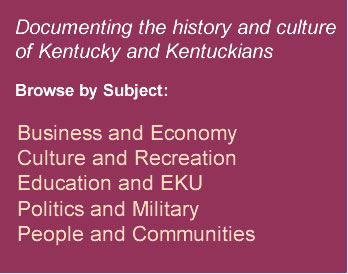 Documenting the history and culture
of Kentucky and Kentuckians
Browse by Subject:
Business and Economy
Culture and Recreation
Education and EKU
Politics and Military
People and Communities